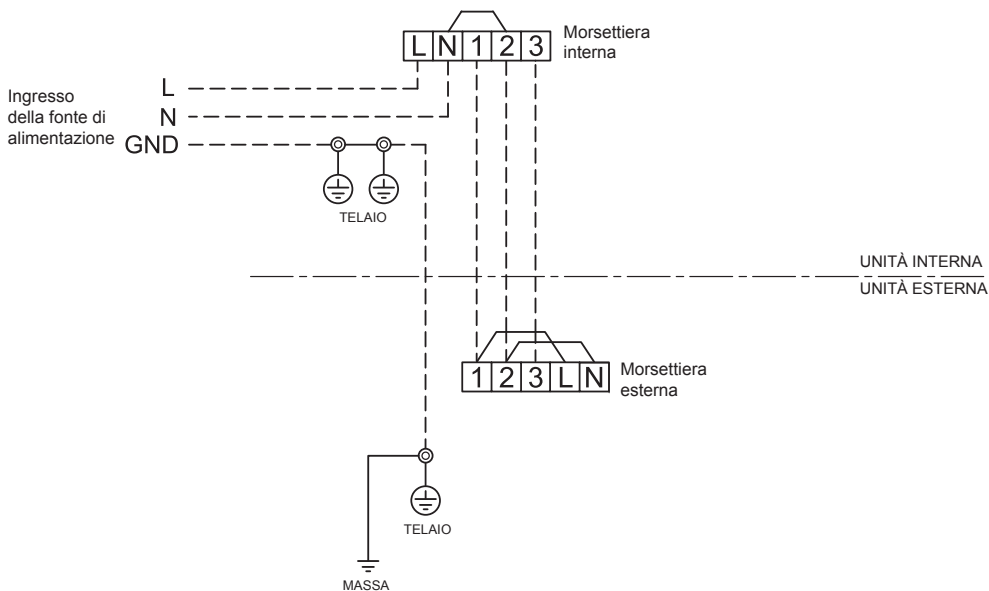 L N 1 2 3
Morsettiera
interna
Ingresso
della fonte di
alimentazione
L
N
GND
TELAIO
UNITÀ INTERNA
UNITÀ ESTERNA
1 2 3 L N
Morsettiera
esterna
TELAIO
MASSA